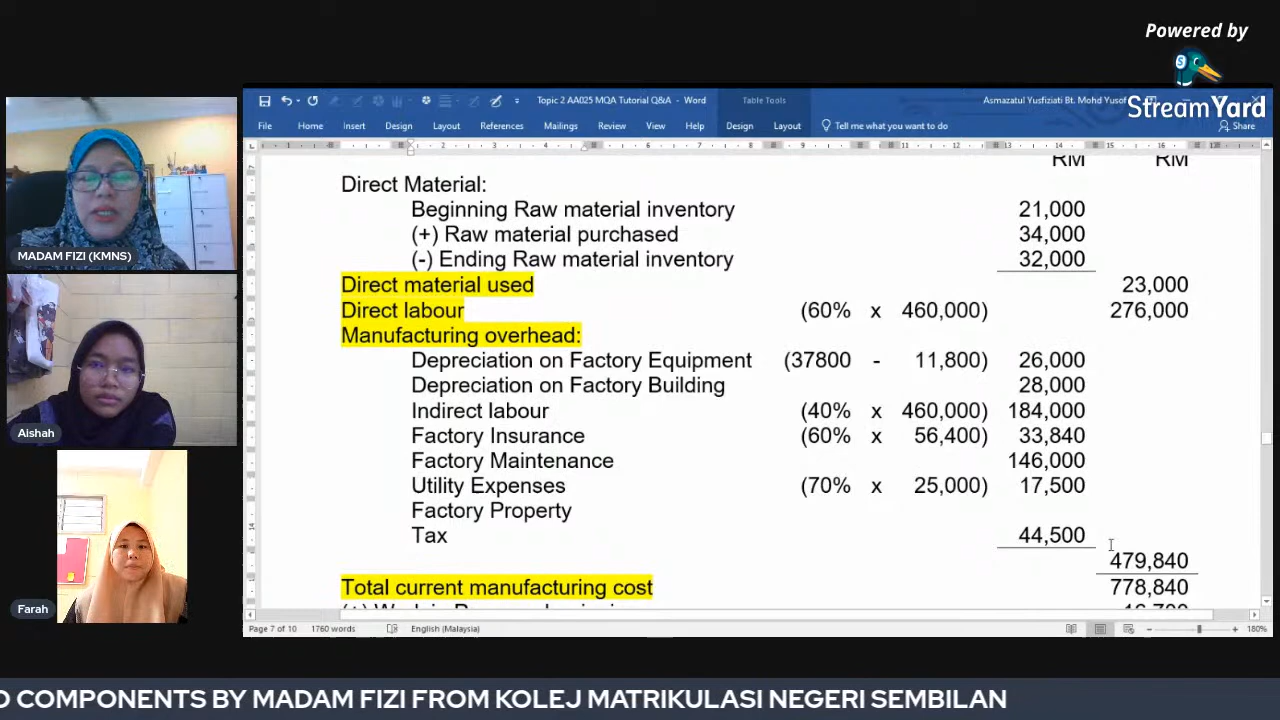 Powered by
StreamYard
MADAM FIZI (KMNS)
Aishah
Farah
Topic 2 AA025 MQA Tutorial Q&A - Word
Table Tools
Asmazatul Yusfiziati Bt. Mohd Yusof
File Home Insert Design Layout References Mailings Review View Help Design Layout Tell me what you want to do Share
RM RM
Direct Material:
Beginning Raw material inventory 21,000
(+) Raw material purchased 34,000
(-) Ending Raw material inventory 32,000
Direct material used 23,000
Direct labour (60% x 460,000) 276,000
Manufacturing overhead:
Depreciation on Factory Equipment (37800 - 11,800) 26,000
Depreciation on Factory Building 28,000
Indirect labour (40% x 460,000) 184,000
Factory Insurance (60% x 56,400) 33,840
Factory Maintenance 146,000
Utility Expenses (70% x 25,000) 17,500
Factory Property
Tax 44,500
479,840
Total current manufacturing cost 778,840
Page 7 of 10 1760 words English (Malaysia) 180%
O COMPONENTS BY MADAM FIZI FROM KOLEJ MATRIKULASI NEGERI SEMBILAN